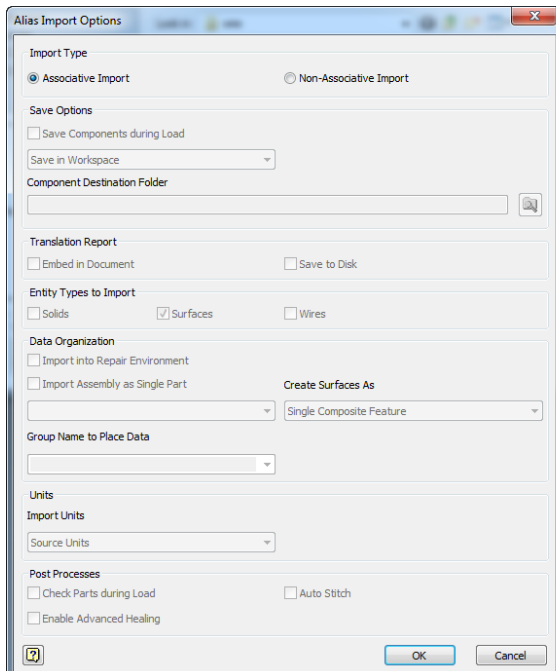 Alias Import Options
Import Type
Associative Import Non-Associative Import
Save Options
Save Components during Load
Save in Workspace
Component Destination Folder
Translation Report
Embed in Document Save to Disk
Entity Types to Import
Solids Surfaces Wires
Data Organization
Import into Repair Environment
Import Assembly as Single Part Create Surfaces As
Single Composite Feature
Group Name to Place Data
Units
Import Units
Source Units
Post Processes
Check Parts during Load Auto Stitch
Enable Advanced Healing
? OK Cancel